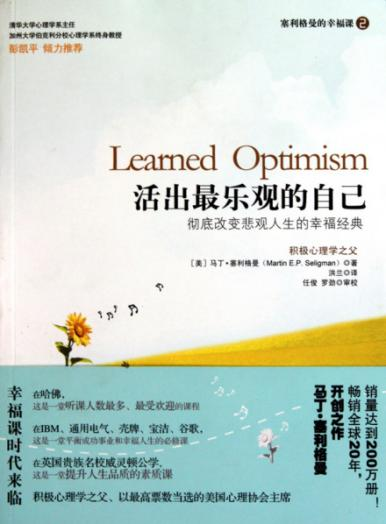 清华大学心理学系主任
加州大学伯克利分校心理学系终身教授
彭凯平 倾力推荐
塞利格曼的幸福课2
Learned Optimism
活出最乐观的自己
彻底改变悲观人生的幸福经典
积极心理学之父
[美] 马丁·塞利格曼（Martin E.P. Seligman）著
洪兰 译
任俊 罗劲 审校
幸福课时代来临
在哈佛，
这是一堂听课人数最多、最受欢迎的课程
在IBM、通用电气、壳牌、宝洁、谷歌，
这是一堂平衡成功事业和幸福人生的必修课
在英国贵族名校威灵顿公学，
这是一堂提升人生品质的素质课
积极心理学之父、以最高票数当选的美国心理协会主席
销量达到200万册！
畅销全球20年，
开创之作
马丁·塞利格曼